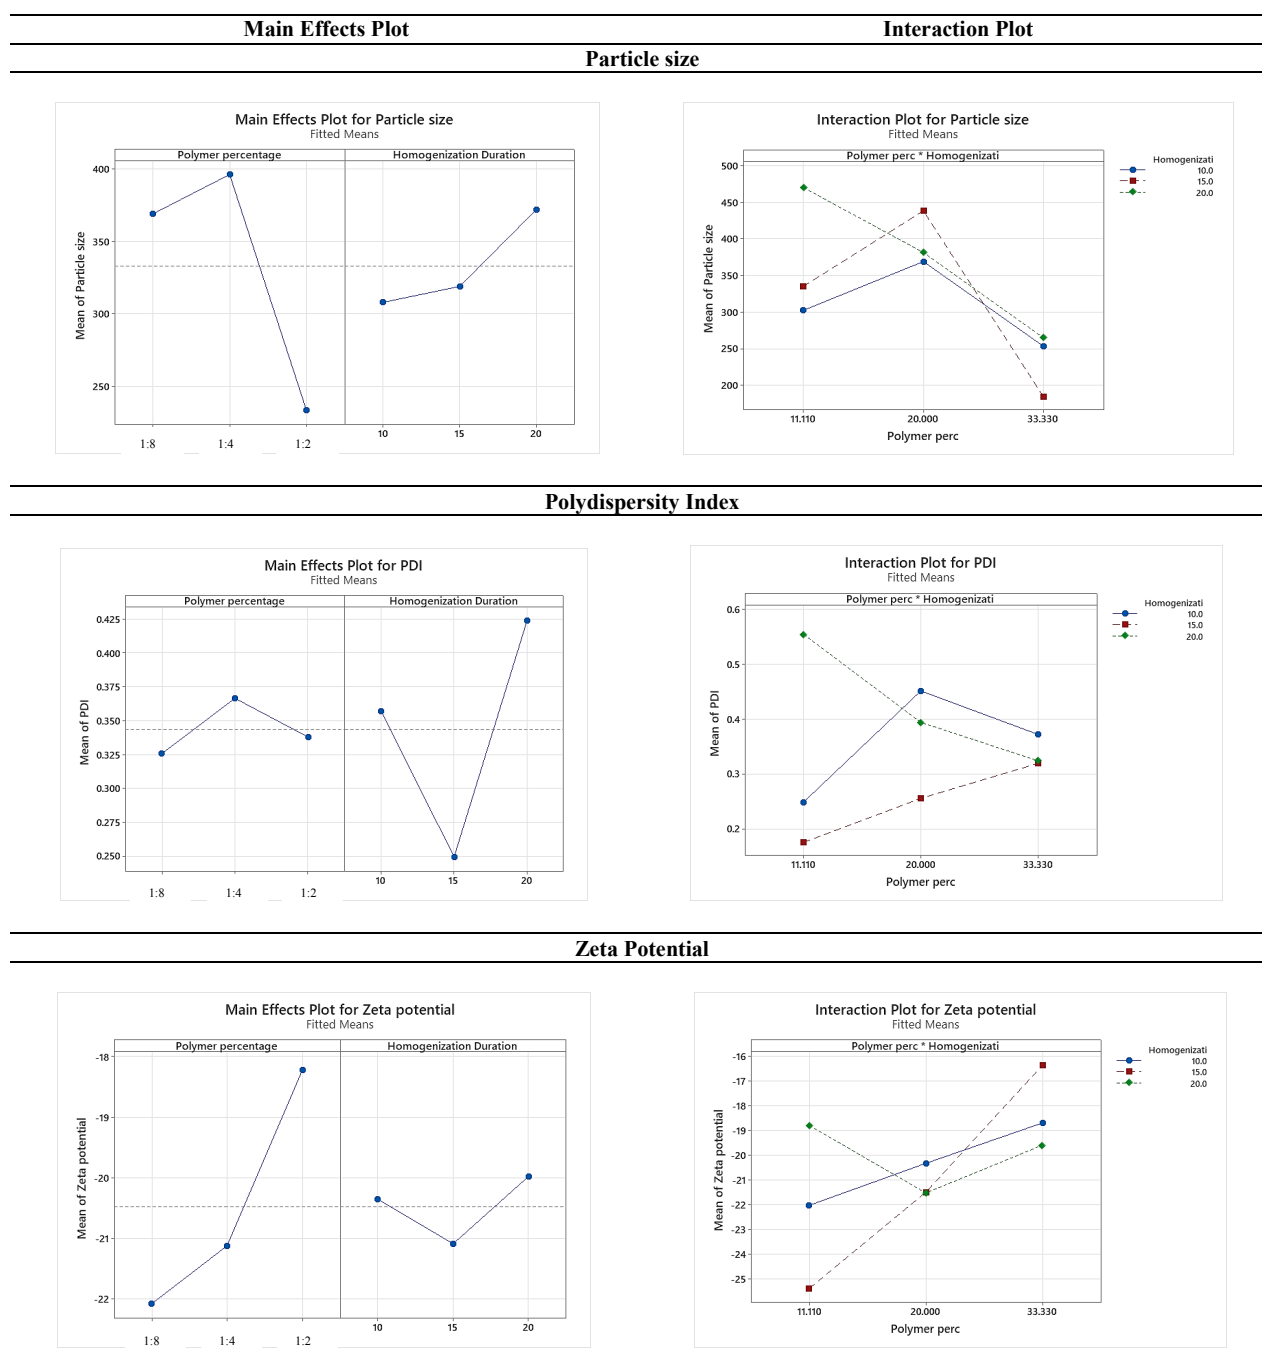 Main Effects Plot Interaction Plot
Particle size
Main Effects Plot for Particle size
Fitted Means
Polymer percentage Homogenization Duration
Mean of Particle size
400
350
300
250
1:8 1:4 1:2 10 15 20
Interaction Plot for Particle size
Fitted Means
Polymer perc * Homogenizati
Mean of Particle size
500
450
400
350
300
250
200
11.110 20.000 33.330
Polymer perc
Homogenizati
10.0
15.0
20.0
Polydispersity Index
Main Effects Plot for PDI
Fitted Means
Polymer percentage Homogenization Duration
Mean of PDI
0.425
0.400
0.375
0.350
0.325
0.300
0.275
0.250
1:8 1:4 1:2 10 15 20
Interaction Plot for PDI
Fitted Means
Polymer perc * Homogenizati
Mean of PDI
0.6
0.5
0.4
0.3
0.2
11.110 20.000 33.330
Polymer perc
Homogenizati
10.0
15.0
20.0
Zeta Potential
Main Effects Plot for Zeta potential
Fitted Means
Polymer percentage Homogenization Duration
Mean of Zeta potential
-18
-19
-20
-21
-22
1:8 1:4 1:2 10 15 20
Interaction Plot for Zeta potential
Fitted Means
Polymer perc * Homogenizati
Mean of Zeta potential
-16
-17
-18
-19
-20
-21
-22
-23
-24
-25
11.110 20.000 33.330
Polymer perc
Homogenizati
10.0
15.0
20.0